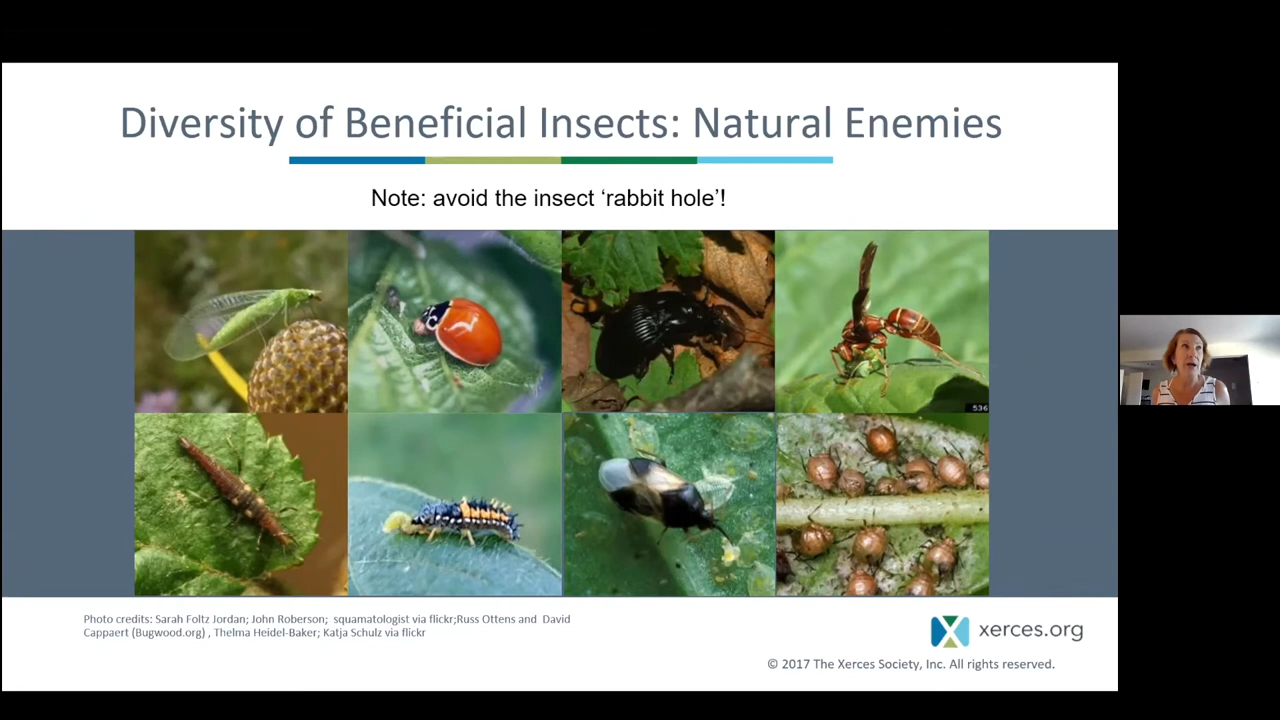 Diversity of Beneficial Insects: Natural Enemies
Note: avoid the insect ‘rabbit hole’!
536
Photo credits: Sarah Foltz Jordan; John Roberson;  squamatologist via flickr;Russ Ottens and  David
Cappaert (Bugwood.org) , Thelma Heidel-Baker; Katja Schulz via flickr
xerces.org
© 2017 The Xerces Society, Inc. All rights reserved.